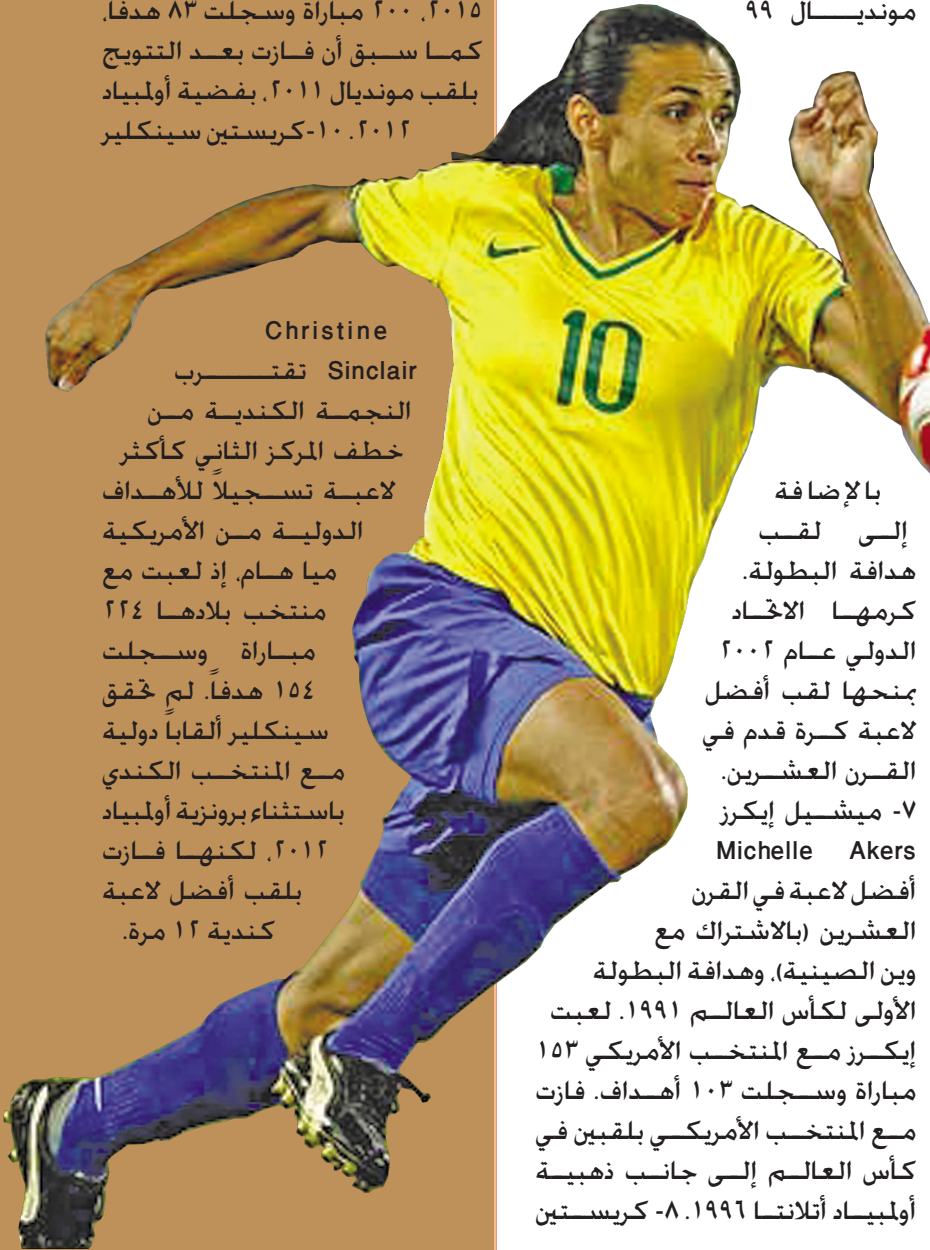 مونديال ٩٩
بالإضافة
إلى لقب
هدافة البطولة.
كرمها الاتحاد
الدولي عام ٢٠٠٢
بمنحها لقب أفضل
لاعبة كرة قدم في
القرن العشرين.
٧- ميشيل إيكرز
Michelle Akers
أفضل لاعبة في القرن
العشرين (بالاشتراك مع
وين الصينية)، وهدافة البطولة
الأولى لكأس العالم ١٩٩١. لعبت
إيكرز مع المنتخب الأمريكي ١٥٣
مباراة وسجلت ١٠٣ أهداف. فازت
مع المنتخب الأمريكي بلقبين في
كأس العالم إلى جانب ذهبية
أولمبياد أتلانتا ١٩٩٦. ٨- كريستين
٢٠١٥، ٢٠٠ مباراة وسجلت ٨٣ هدفا،
كما سبق أن فازت بعد التتويج
بلقب مونديال ٢٠١١، بفضية أولمبياد
٢٠١٢. ١٠-كريستين سينكلير
Christine
Sinclair تقترب
النجمة الكندية من
خطف المركز الثاني كأكثر
لاعبة تسجيلاً للأهداف
الدولية من الأمريكية
ميا هام، إذ لعبت مع
منتخب بلادها ٢٢٤
مباراة وسجلت
١٥٤ هدفاً. لم تحقق
سينكلير ألقاباً دولية
مع المنتخب الكندي
باستثناء برونزية أولمبياد
٢٠١٢، لكنها فازت
بلقب أفضل لاعبة
كندية ١٢ مرة.
10